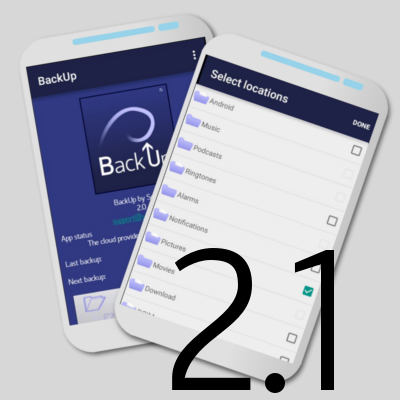 BackUp
BackUp
BackUp by S
2.0
App status
The cloud provide
Last backup:
Next backup:
Select locations
DONE
Android
Music
Podcasts
Ringtones
Alarms
Notifications
Pictures
Movies
Download
2.1